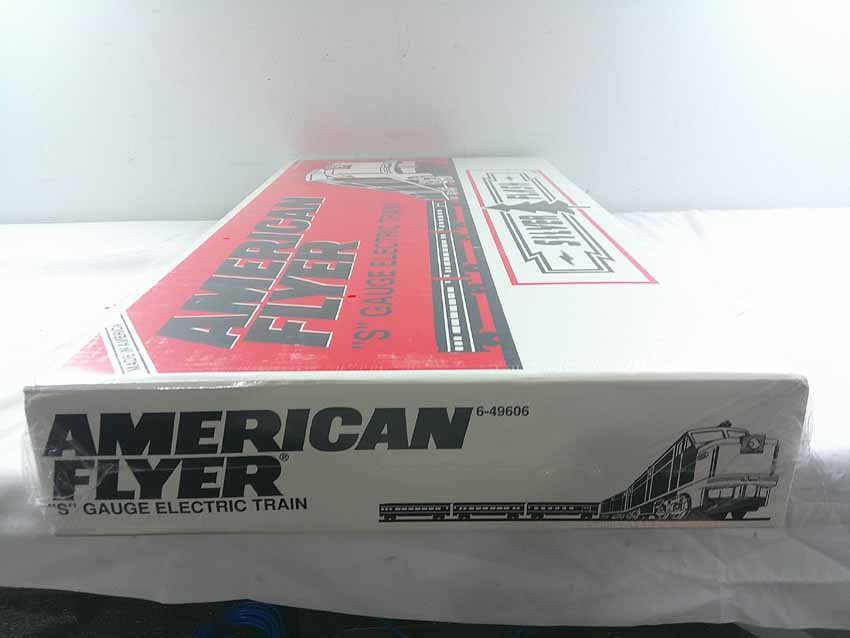 AMERICAN
FLYER
"S" GAUGE ELECTRIC TRAIN
MADE IN AMERICA
SILVER FLASH
AMERICAN 6-49606
FLYER®
"S" GAUGE ELECTRIC TRAIN